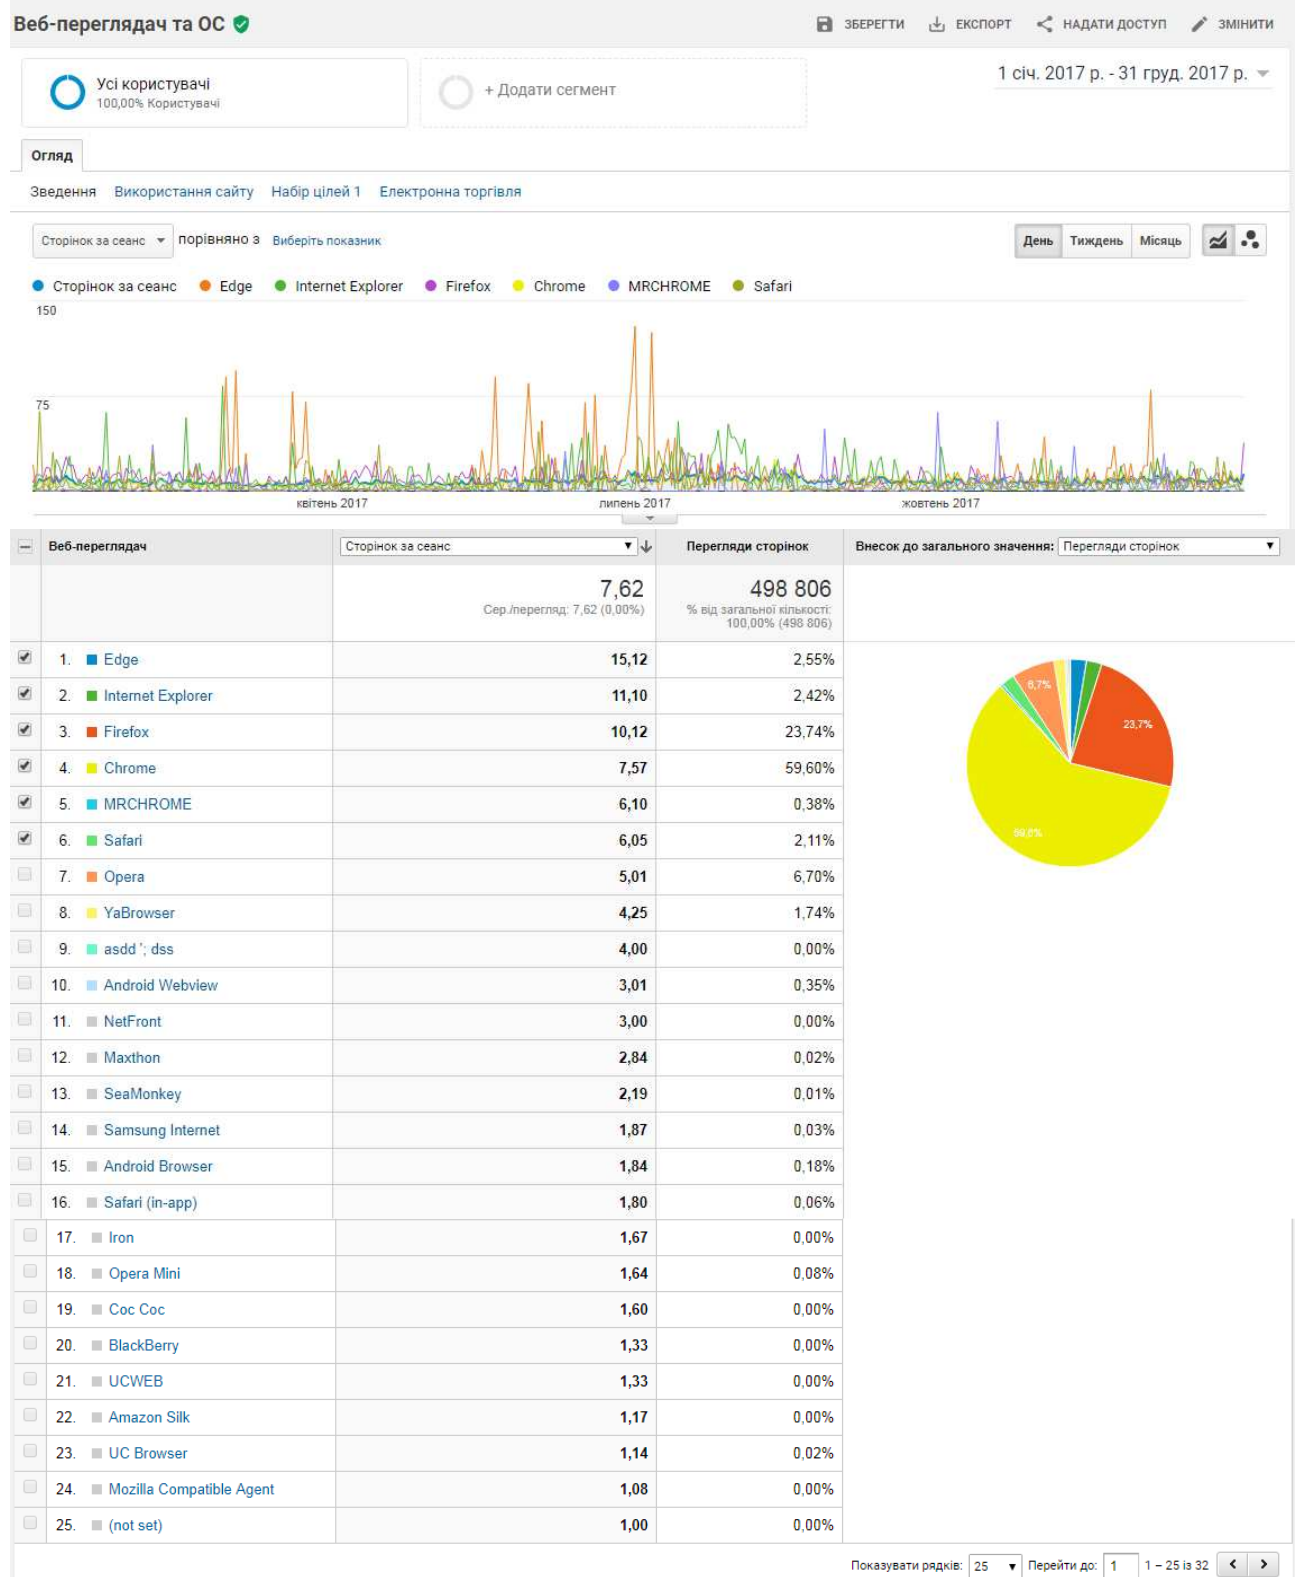 Веб-переглядач та ОС
ЗБЕРЕГТИ ЕКСПОРТ НАДАТИ ДОСТУП ЗМІНИТИ
Усі користувачі
100,00% Користувачі
+ Додати сегмент
1 січ. 2017 р. - 31 груд. 2017 р.
Огляд
Зведення Використання сайту Набір цілей 1 Електронна торгівля
Сторінок за сеанс порівняно з Виберіть показник
День Тиждень Місяць
Сторінок за сеанс Edge Internet Explorer Firefox Chrome MRCHROME Safari
150
75
квітень 2017 липень 2017 жовтень 2017
Веб-переглядач Сторінок за сеанс Перегляди сторінок Внесок до загального значення: Перегляди сторінок
7,62 498 806
Сер./перегляд: 7,62 (0,00%) % від загальної кількості:
100,00% (498 806)
1. Edge 15,12 2,55%
2. Internet Explorer 11,10 2,42%
3. Firefox 10,12 23,74%
4. Chrome 7,57 59,60%
5. MRCHROME 6,10 0,38%
6. Safari 6,05 2,11%
7. Opera 5,01 6,70%
8. YaBrowser 4,25 1,74%
9. asdd '; dss 4,00 0,00%
10. Android Webview 3,01 0,35%
11. NetFront 3,00 0,00%
12. Maxthon 2,84 0,02%
13. SeaMonkey 2,19 0,01%
14. Samsung Internet 1,87 0,03%
15. Android Browser 1,84 0,18%
16. Safari (in-app) 1,80 0,06%
17. Iron 1,67 0,00%
18. Opera Mini 1,64 0,08%
19. Coc Coc 1,60 0,00%
20. BlackBerry 1,33 0,00%
21. UCWEB 1,33 0,00%
22. Amazon Silk 1,17 0,00%
23. UC Browser 1,14 0,02%
24. Mozilla Compatible Agent 1,08 0,00%
25. (not set) 1,00 0,00%
6,7%
23,7%
59,6%
Показувати рядків: 25 Перейти до: 1 1 – 25 із 32